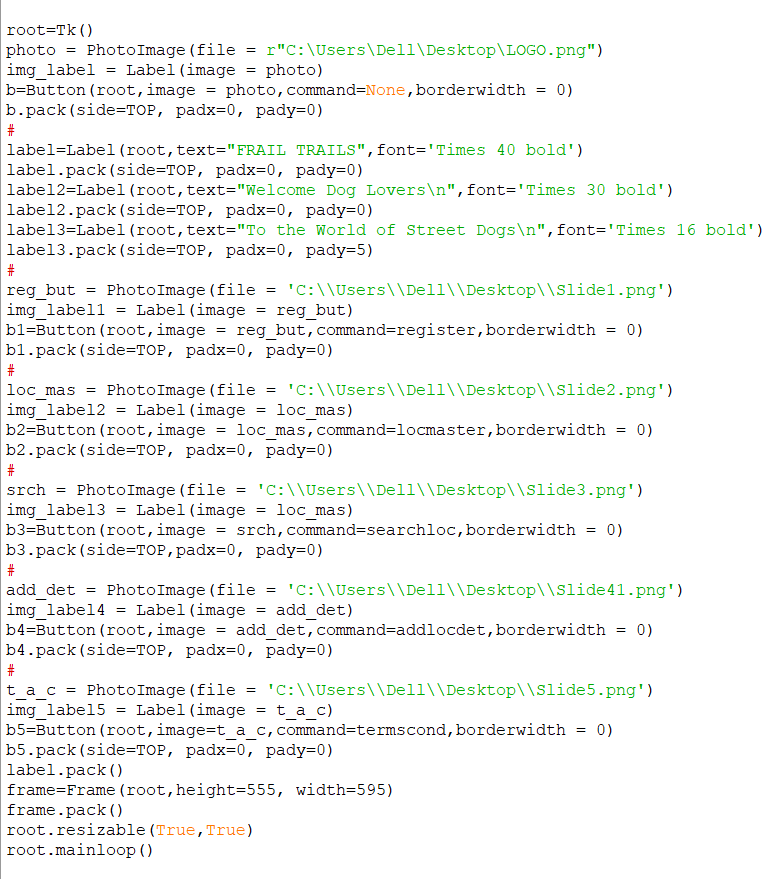 root=Tk()
photo = PhotoImage(file = r"C:\Users\Dell\Desktop\LOGO.png")
img_label = Label(image = photo)
b=Button(root,image = photo,command=None,borderwidth = 0)
b.pack(side=TOP, padx=0, pady=0)
#
label=Label(root,text="FRAIL TRAILS",font='Times 40 bold')
label.pack(side=TOP, padx=0, pady=0)
label2=Label(root,text="Welcome Dog Lovers\n",font='Times 30 bold')
label2.pack(side=TOP, padx=0, pady=0)
label3=Label(root,text="To the World of Street Dogs\n",font='Times 16 bold')
label3.pack(side=TOP, padx=0, pady=5)
#
reg_but = PhotoImage(file = 'C:\\Users\\Dell\\Desktop\\Slide1.png')
img_label1 = Label(image = reg_but)
b1=Button(root,image = reg_but,command=register,borderwidth = 0)
b1.pack(side=TOP, padx=0, pady=0)
#
loc_mas = PhotoImage(file = 'C:\\Users\\Dell\\Desktop\\Slide2.png')
img_label2 = Label(image = loc_mas)
b2=Button(root,image = loc_mas,command=locmaster,borderwidth = 0)
b2.pack(side=TOP, padx=0, pady=0)
#
srch = PhotoImage(file = 'C:\\Users\\Dell\\Desktop\\Slide3.png')
img_label3 = Label(image = loc_mas)
b3=Button(root,image = srch,command=searchloc,borderwidth = 0)
b3.pack(side=TOP,padx=0, pady=0)
#
add_det = PhotoImage(file = 'C:\\Users\\Dell\\Desktop\\Slide41.png')
img_label4 = Label(image = add_det)
b4=Button(root,image = add_det,command=addlocdet,borderwidth = 0)
b4.pack(side=TOP, padx=0, pady=0)
#
t_a_c = PhotoImage(file = 'C:\\Users\\Dell\\Desktop\\Slide5.png')
img_label5 = Label(image = t_a_c)
b5=Button(root,image=t_a_c,command=termscond,borderwidth = 0)
b5.pack(side=TOP, padx=0, pady=0)
label.pack()
frame=Frame(root,height=555, width=595)
frame.pack()
root.resizable(True,True)
root.mainloop()